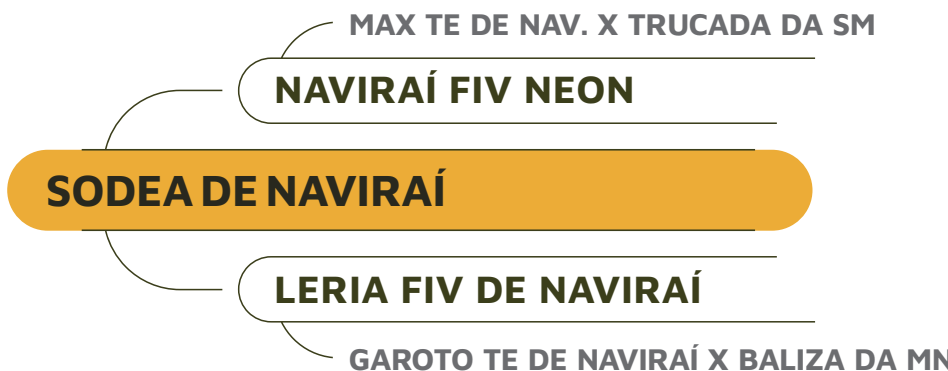 MAX TE DE NAV. X TRUCADA DA SM
NAVIRAÍ FIV NEON
SODEA DE NAVIRAÍ
LERIA FIV DE NAVIRAÍ
GAROTO TE DE NAVIRAÍ X BALIZA DA MN